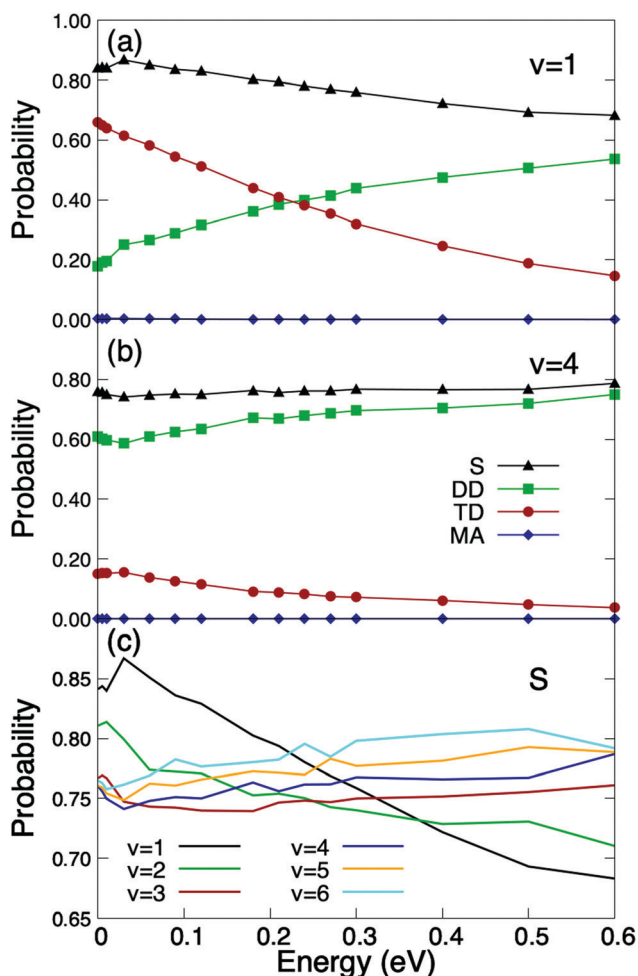 1.00
(a)
v=1
0.80
0.60
0.40
0.20
0.00
Probability
(b)
v=4
0.80
0.60
0.40
0.20
0.00
Probability
S
DD
TD
MA
(c)
S
0.85
0.80
0.75
0.70
0.65
Probability
v=1
v=2
v=3
v=4
v=5
v=6
0 0.1 0.2 0.3 0.4 0.5 0.6
Energy (eV)